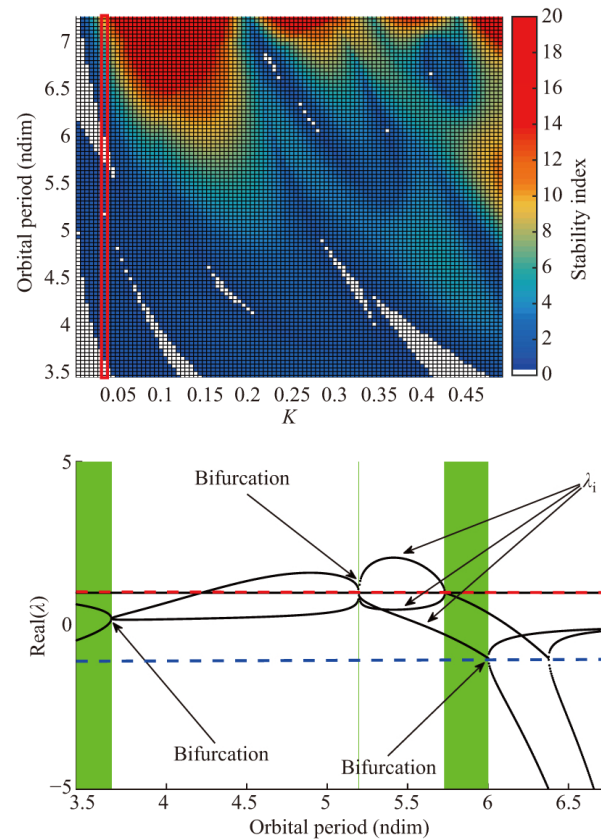 Orbital period (ndim)
7
6.5
6
5.5
5
4.5
4
3.5
0.05 0.1 0.15 0.2 0.25 0.3 0.35 0.4 0.45
K
20
18
16
14
12
10
8
6
4
2
0
Stability index
5
0
−5
Real(λ)
Bifurcation
λi
Bifurcation
Bifurcation
3.5 4 4.5 5 5.5 6 6.5
Orbital period (ndim)